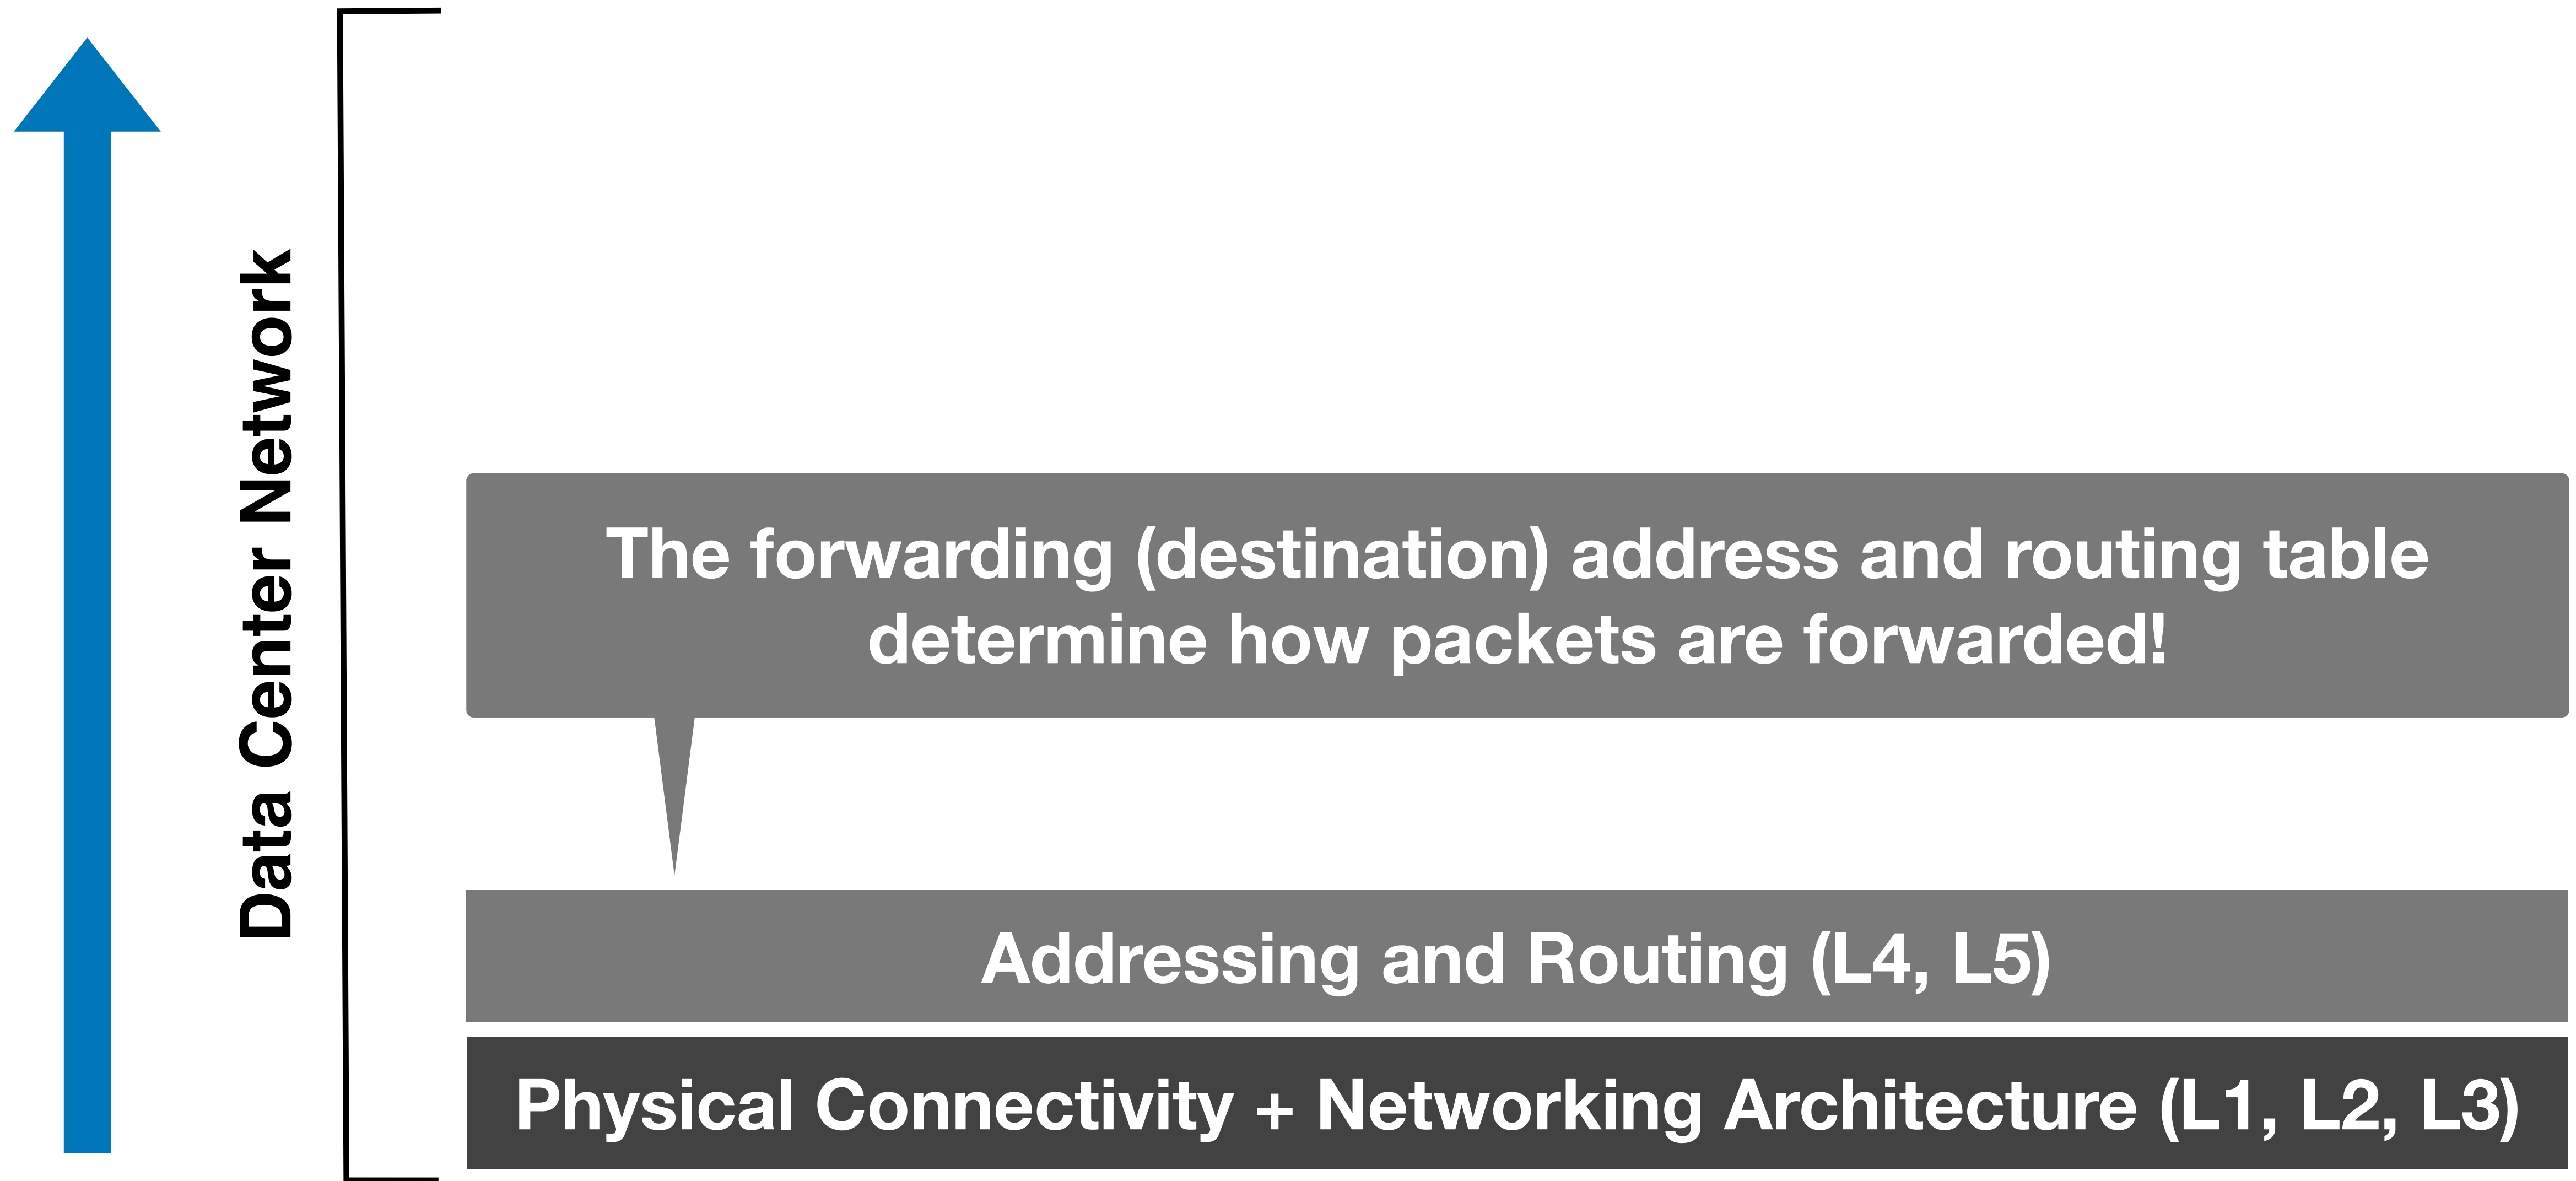 Data Center Network
The forwarding (destination) address and routing table
determine how packets are forwarded!
Addressing and Routing (L4, L5)
Physical Connectivity + Networking Architecture (L1, L2, L3)